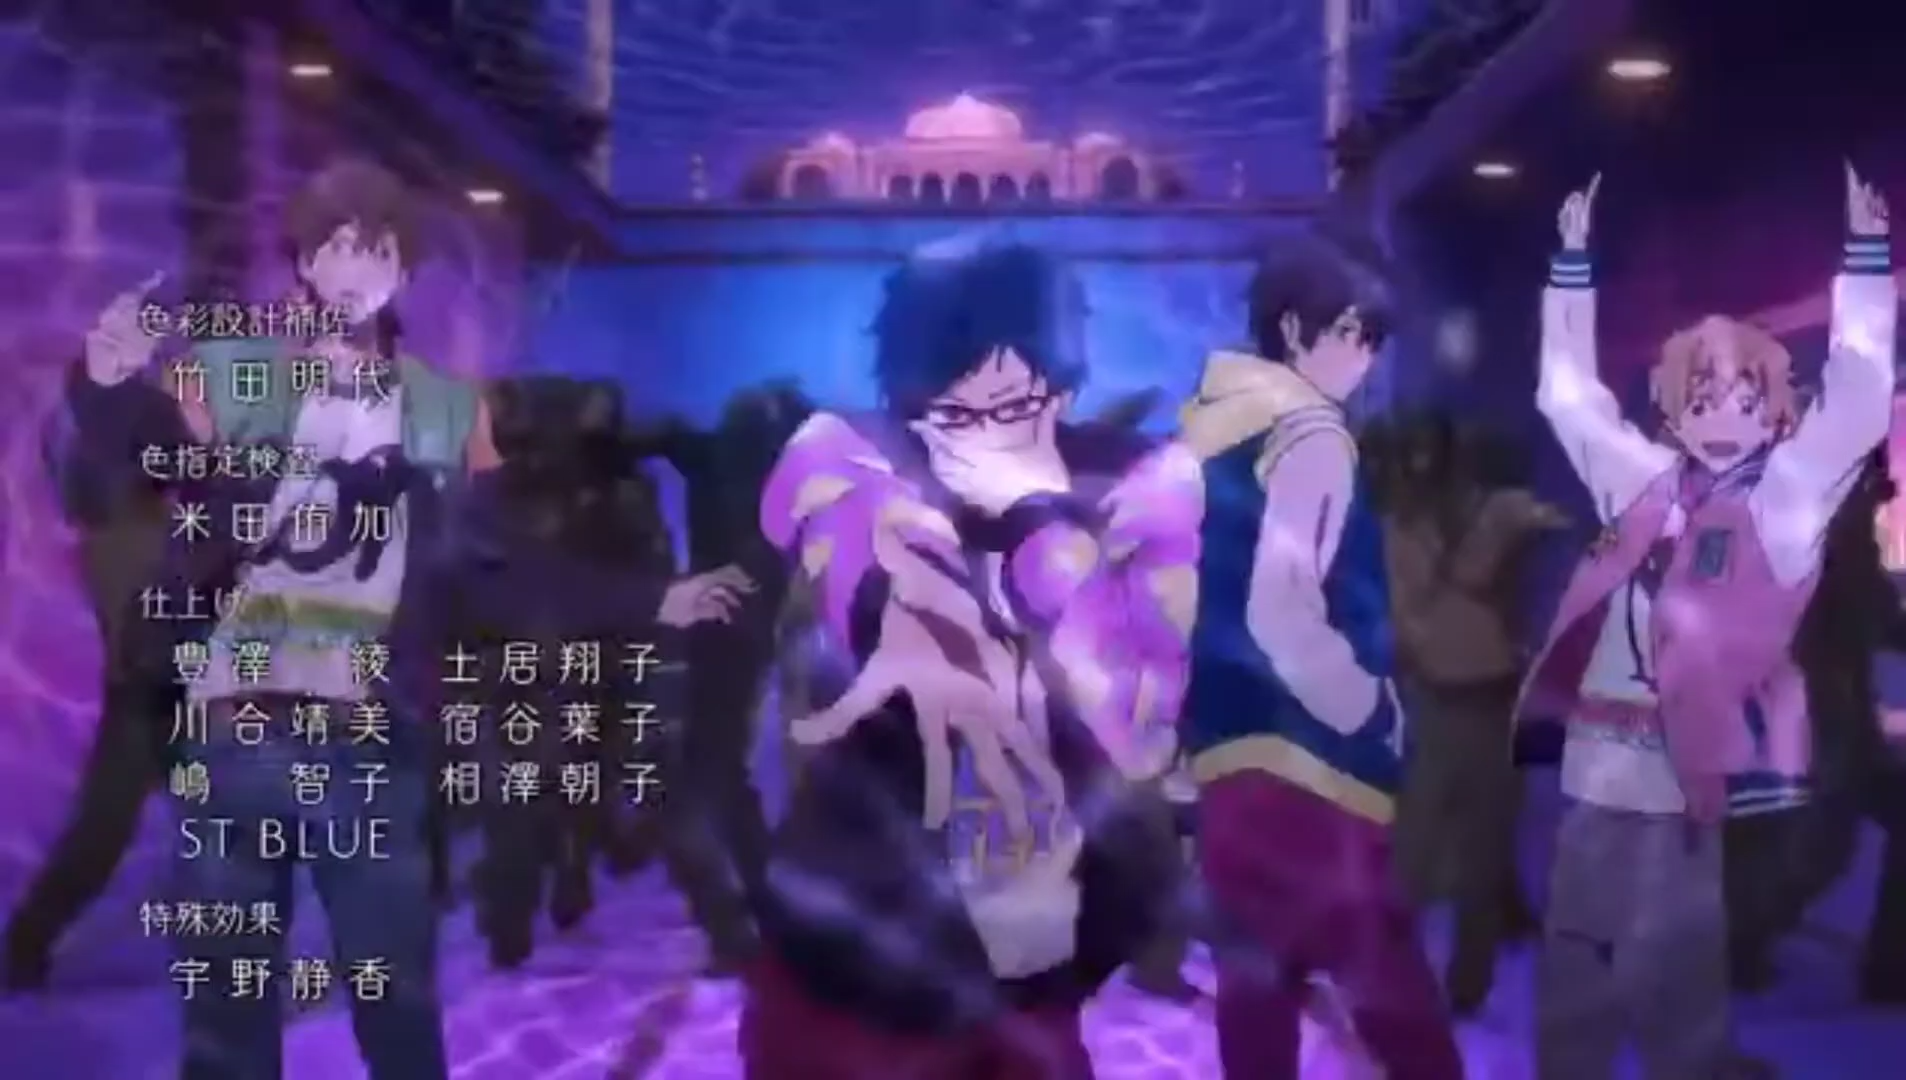 色彩設計補佐
竹田明代
色指定検査
米田侑加
仕上げ
豊澤 綾 土居翔子
川合靖美 宿谷葉子
嶋 智子 相澤朝子
ST BLUE
特殊効果
宇野静香